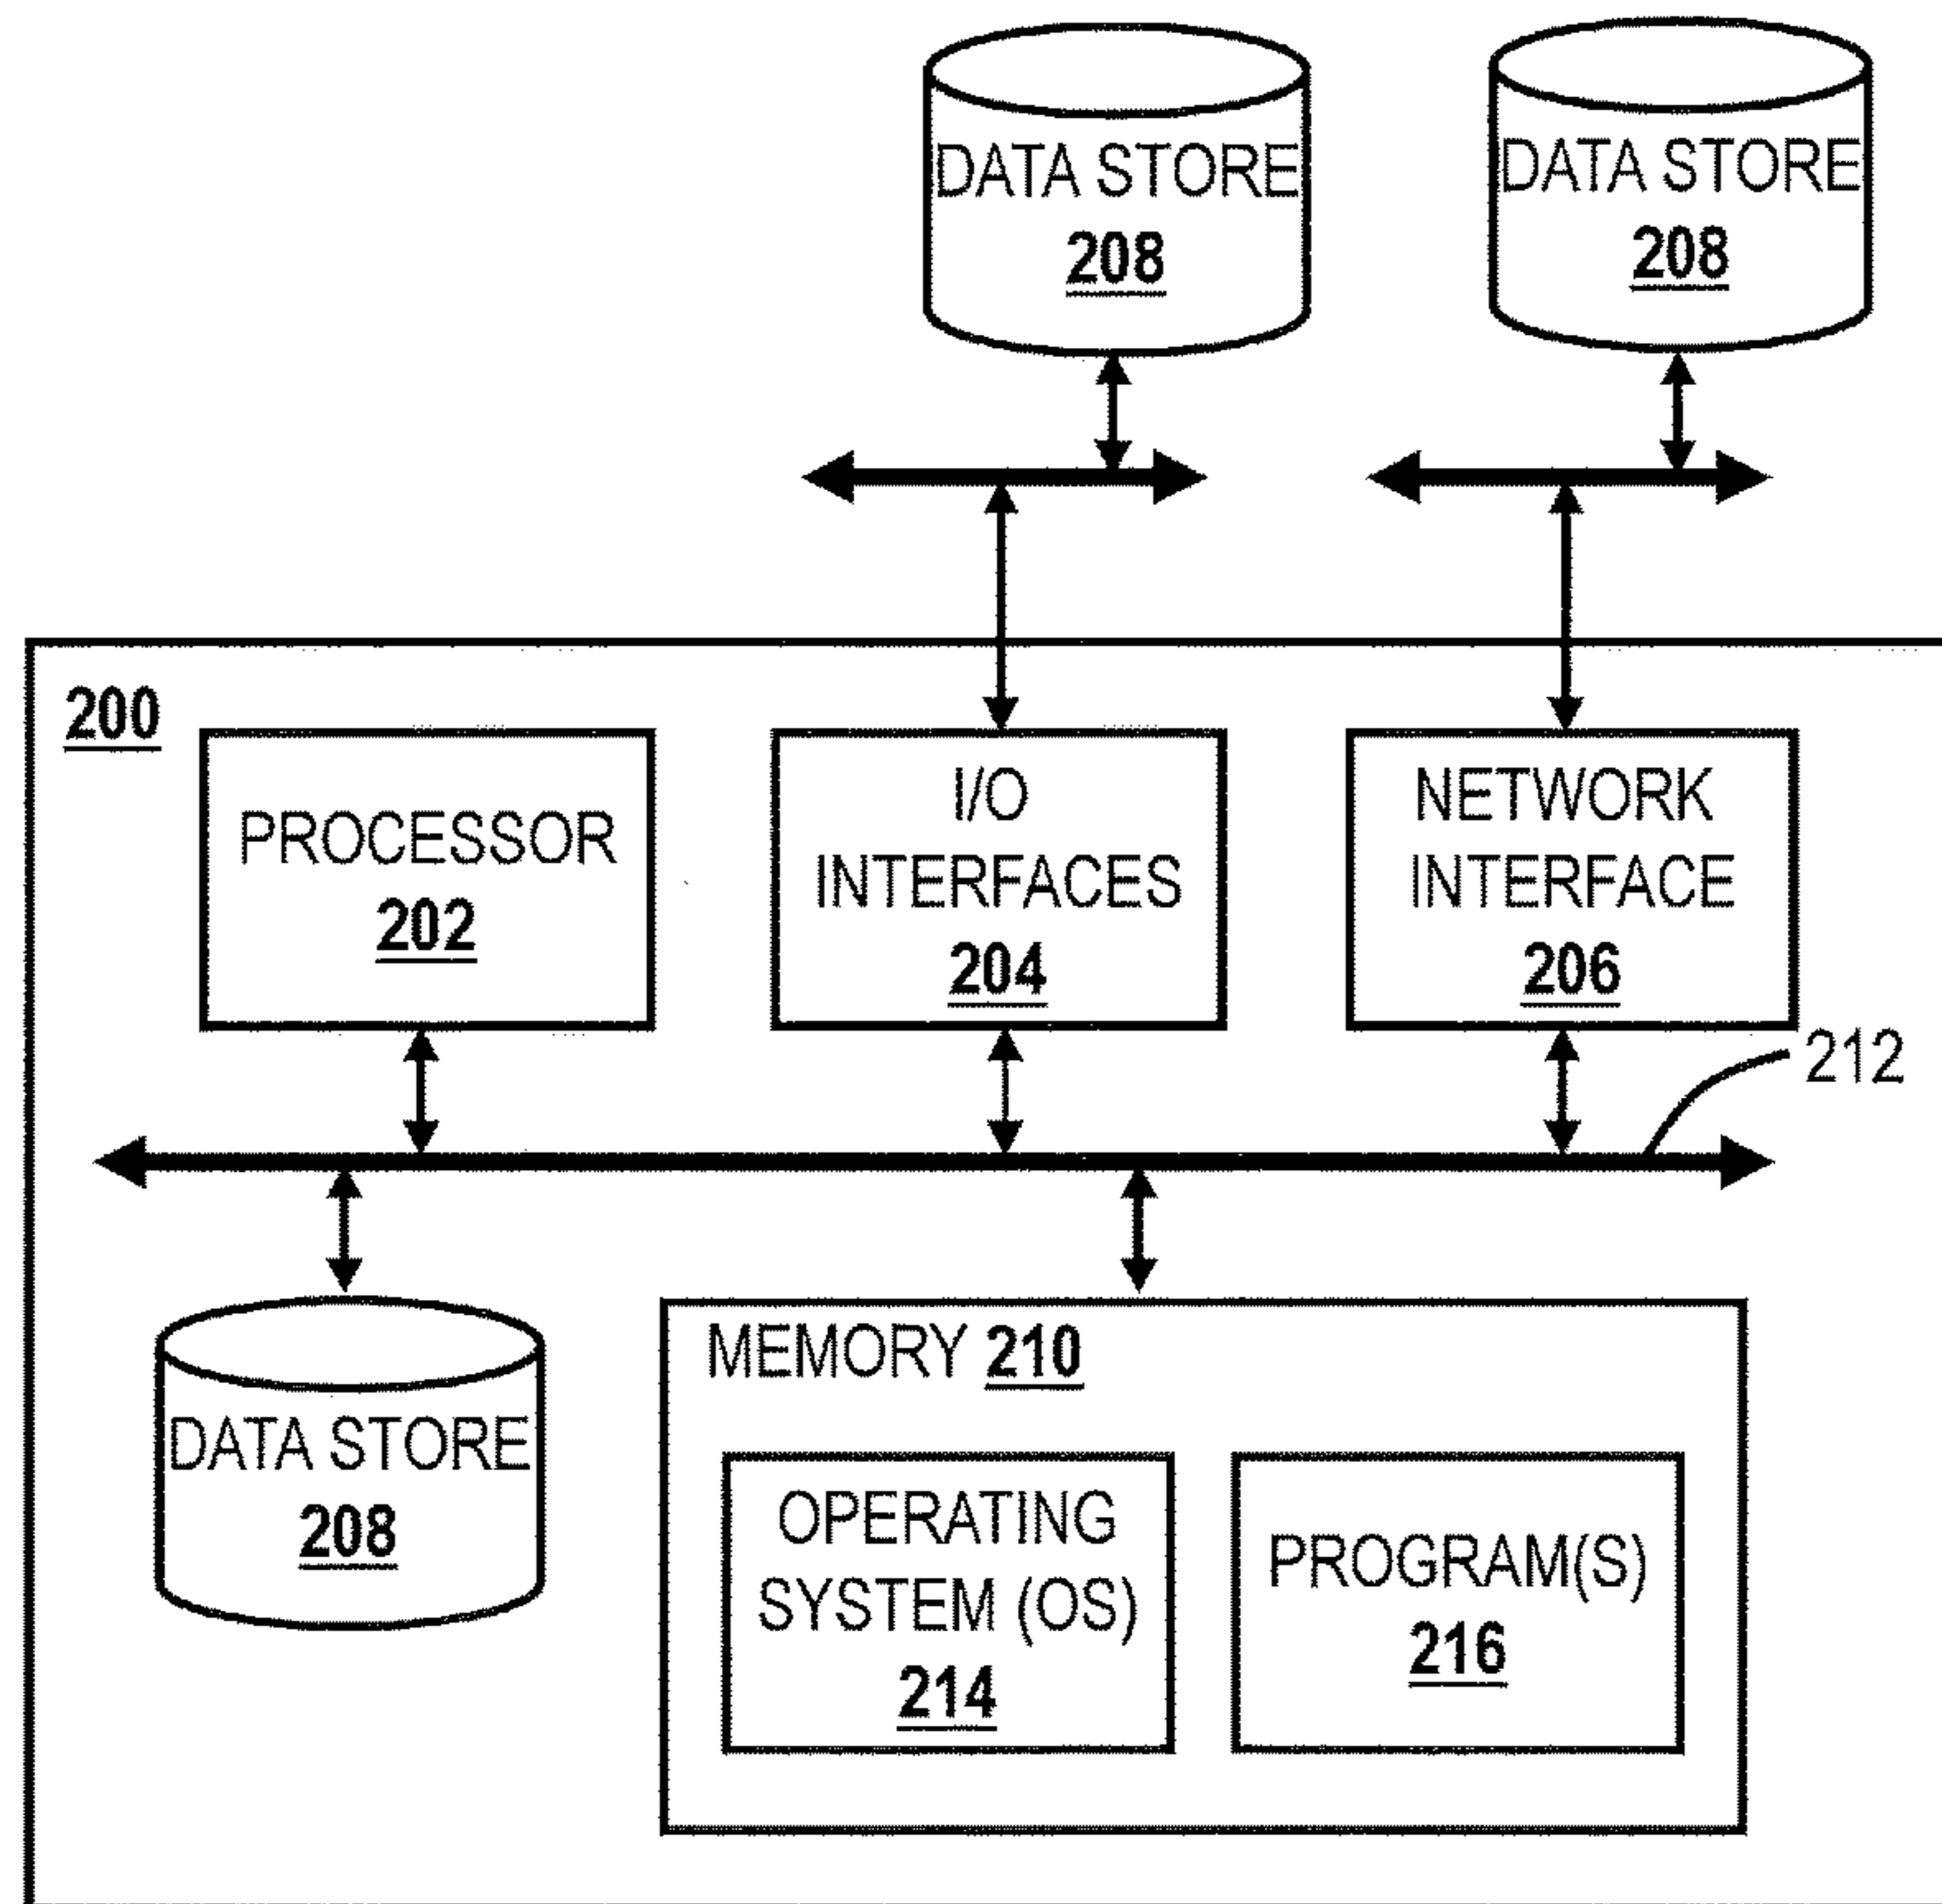 DATA STORE
208
DATA STORE
208
200
PROCESSOR
202
I/O
INTERFACES
204
NETWORK
INTERFACE
206
212
DATA STORE
208
MEMORY 210
OPERATING
SYSTEM (OS)
214
PROGRAM(S)
216